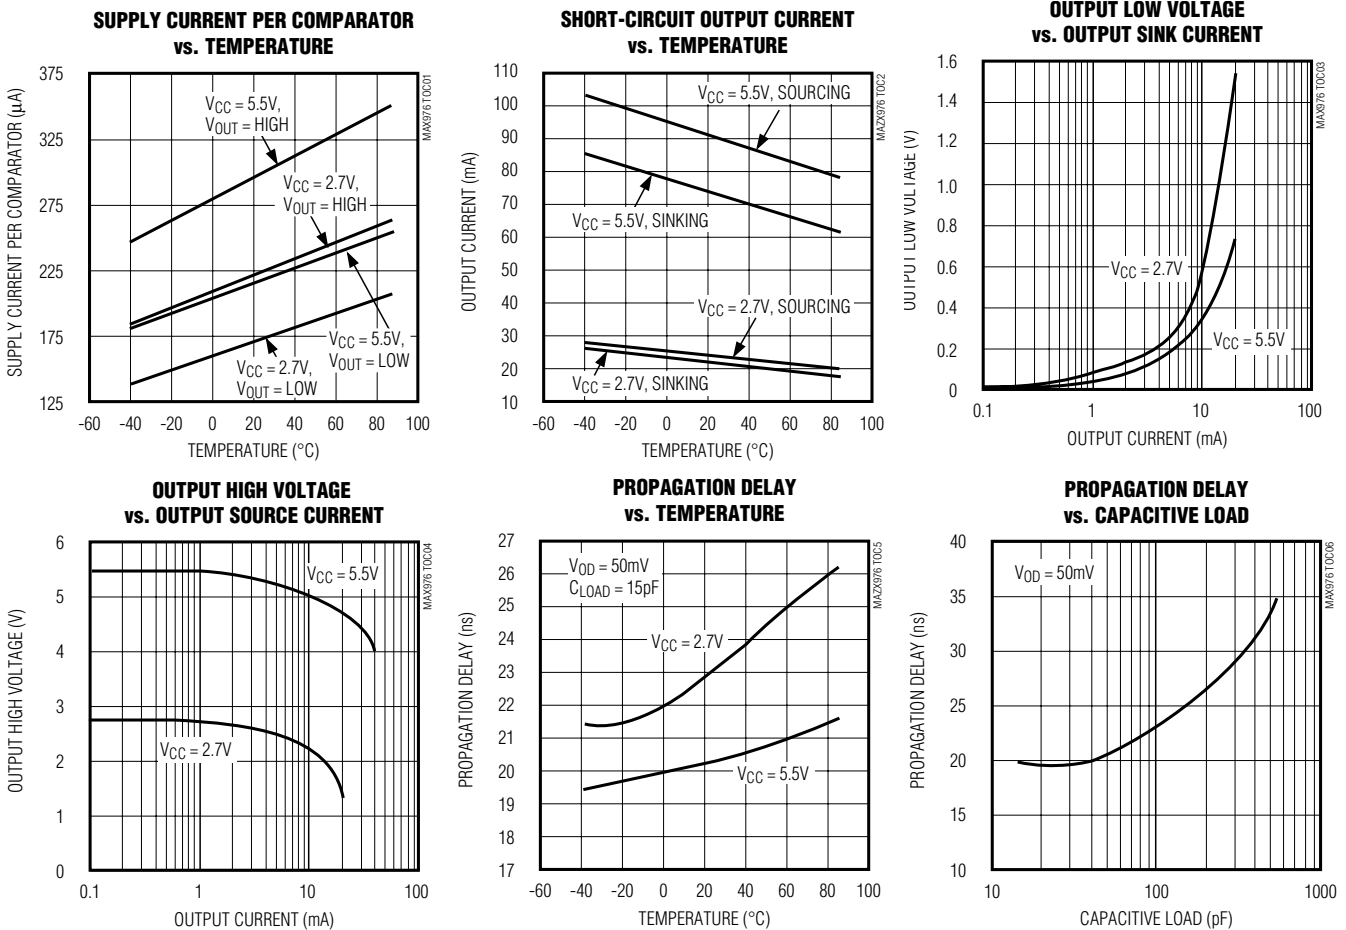 SUPPLY CURRENT PER COMPARATOR
vs. TEMPERATURE
SUPPLY CURRENT PER COMPARATOR (µA)
375
325
275
225
175
125
VCC = 5.5V,
VOUT = HIGH
VCC = 2.7V,
VOUT = HIGH
VCC = 5.5V,
VOUT = LOW
VCC = 2.7V,
VOUT = LOW
MAX976 TOC01
-60 -40 -20 0 20 40 60 80 100
TEMPERATURE (°C)
SHORT-CIRCUIT OUTPUT CURRENT
vs. TEMPERATURE
OUTPUT CURRENT (mA)
110
100
90
80
70
60
50
40
30
20
10
VCC = 5.5V, SOURCING
VCC = 5.5V, SINKING
VCC = 2.7V, SOURCING
VCC = 2.7V, SINKING
MAZX976 TOC2
-60 -40 -20 0 20 40 60 80 100
TEMPERATURE (°C)
OUTPUT LOW VOLTAGE
vs. OUTPUT SINK CURRENT
OUTPUT LOW VOLTAGE (V)
1.6
1.4
1.2
1.0
0.8
0.6
0.4
0.2
0
VCC = 2.7V
VCC = 5.5V
MAX976 TOC03
0.1 1 10 100
OUTPUT CURRENT (mA)
OUTPUT HIGH VOLTAGE
vs. OUTPUT SOURCE CURRENT
OUTPUT HIGH VOLTAGE (V)
6
5
4
3
2
1
0
VCC = 5.5V
VCC = 2.7V
MAX976 TOC04
0.1 1 10 100
OUTPUT CURRENT (mA)
PROPAGATION DELAY
vs. TEMPERATURE
PROPAGATION DELAY (ns)
27
26
25
24
23
22
21
20
19
18
17
VOD = 50mV
CLOAD = 15pF
VCC = 2.7V
VCC = 5.5V
MAZX976 TOC5
-60 -40 -20 0 20 40 60 80 100
TEMPERATURE (°C)
PROPAGATION DELAY
vs. CAPACITIVE LOAD
PROPAGATION DELAY (ns)
40
35
30
25
20
15
10
VOD = 50mV
MAX976 TOC06
10 100 1000
CAPACITIVE LOAD (pF)